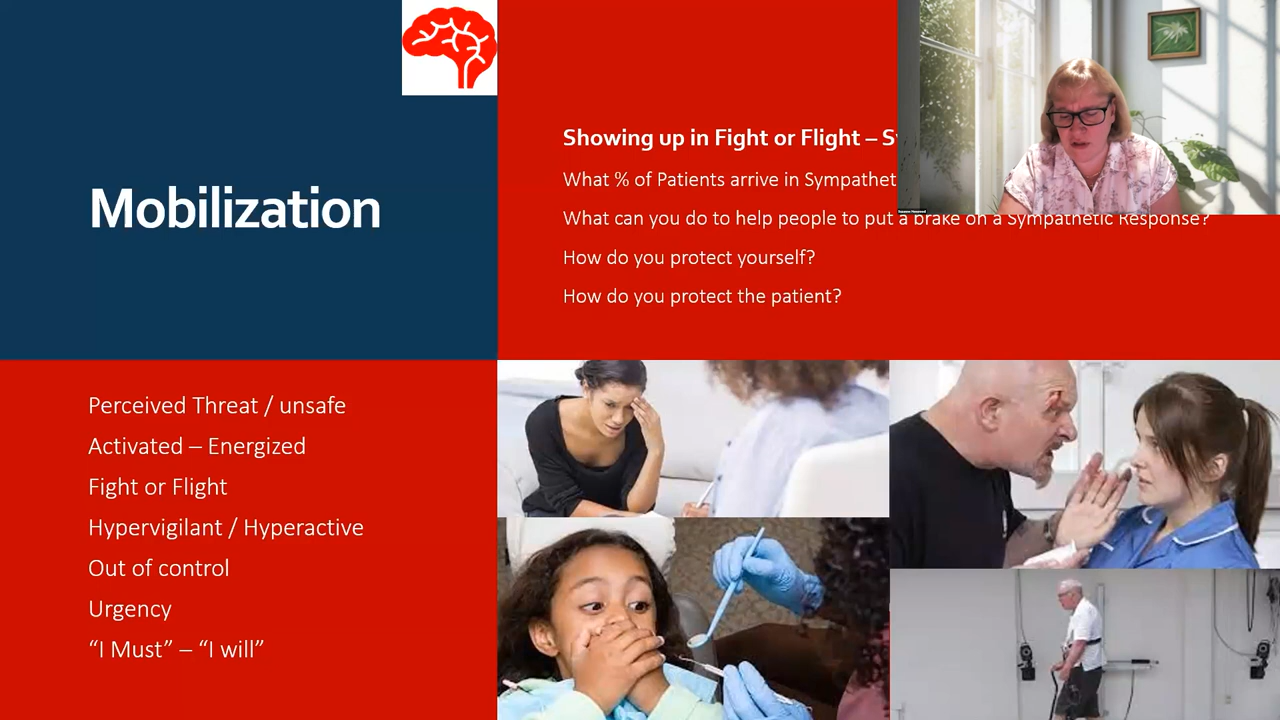 Mobilization
Showing up in Fight or Flight –
What % of Patients arrive in
What can you do to help people to put a brake on a Sympathetic Response?
How do you protect yourself?
How do you protect the patient?
Perceived Threat / unsafe
Activated – Energized
Fight or Flight
Hypervigilant / Hyperactive
Out of control
Urgency
“I Must” – “I will”